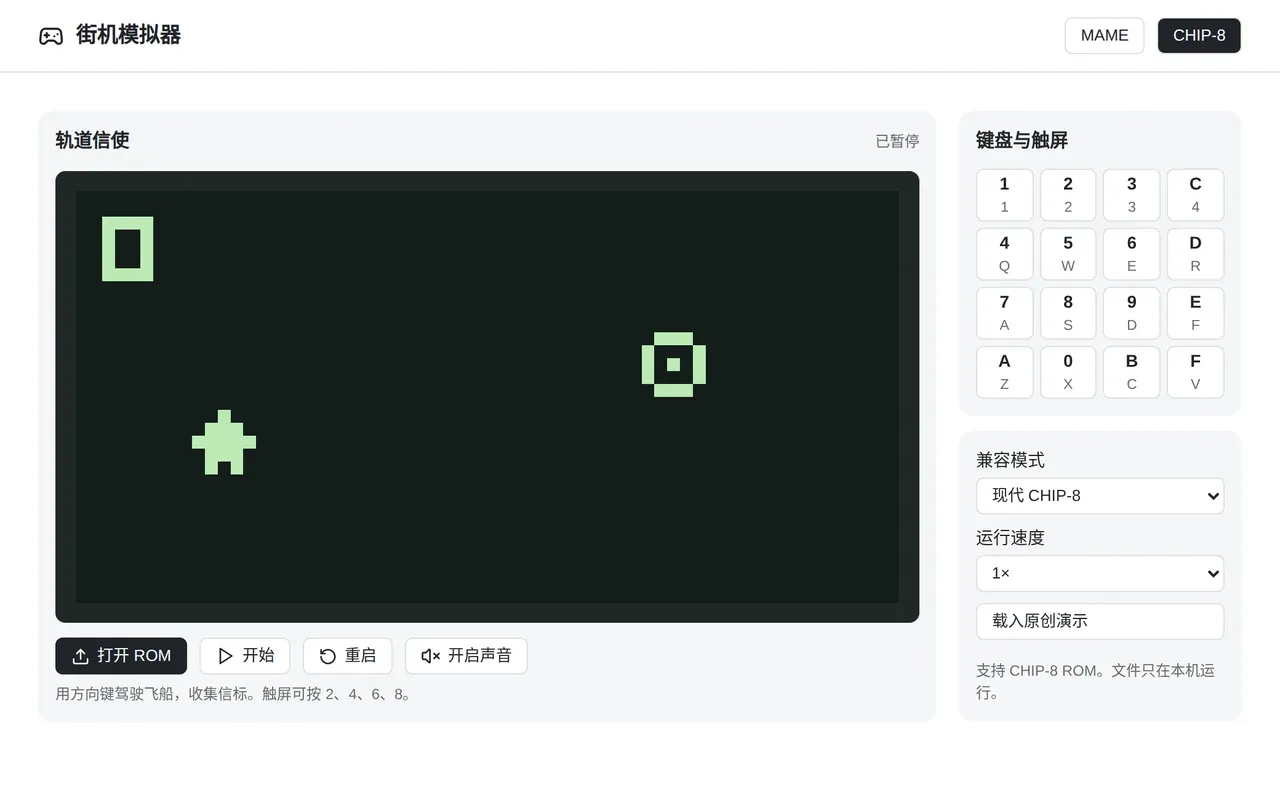 街机模拟器
MAME
CHIP-8
轨道信使
已暂停
0
打开 ROM
开始
重启
开启声音
用方向键驾驶飞船，收集信标。触屏可按 2、4、6、8。
键盘与触屏
1 2 3 C
1 2 3 4
4 5 6 D
Q W E R
7 8 9 E
A S D F
A 0 B F
Z X C V
兼容模式
现代 CHIP-8
运行速度
1×
载入原创演示
支持 CHIP-8 ROM。文件只在本机运
行。